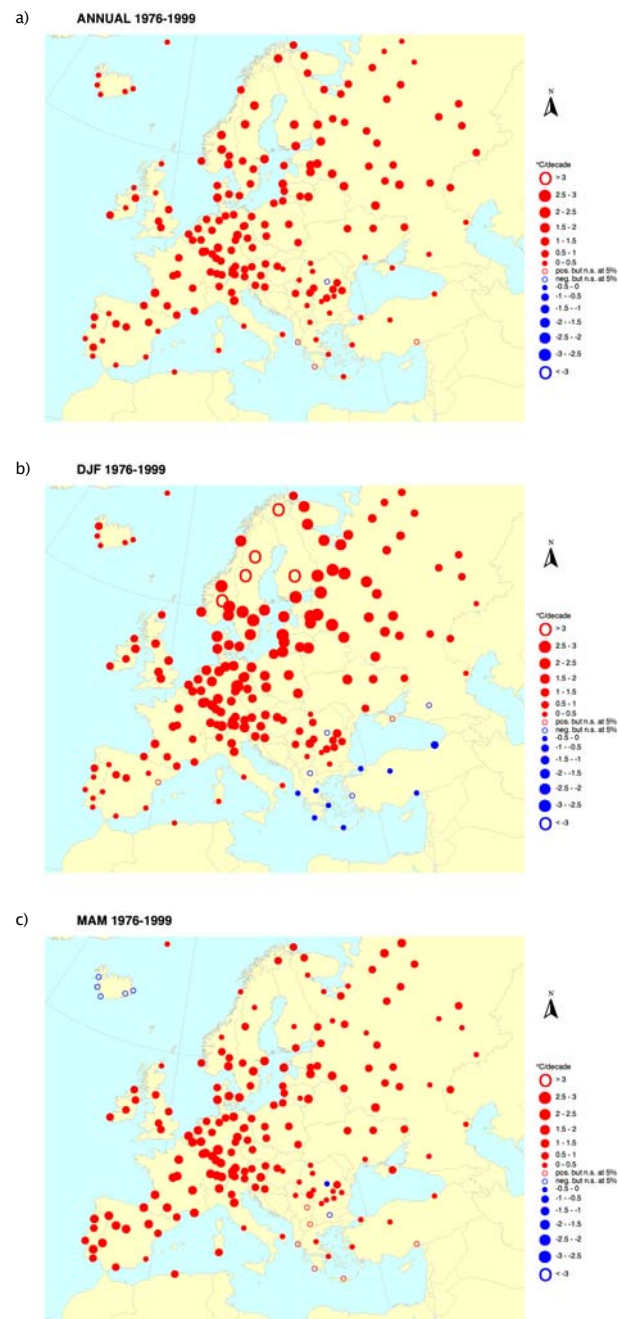 a) ANNUAL 1976-1999
N
°C/decade
> 3
2.5 - 3
2 - 2.5
1.5 - 2
1 - 1.5
0.5 - 1
0 - 0.5
pos. but n.s. at 5%
neg. but n.s. at 5%
-0.5 - 0
-1 - -0.5
-1.5 - -1
-2 - -1.5
-2.5 - -2
-3 - -2.5
< -3
b) DJF 1976-1999
N
°C/decade
> 3
2.5 - 3
2 - 2.5
1.5 - 2
1 - 1.5
0.5 - 1
0 - 0.5
pos. but n.s. at 5%
neg. but n.s. at 5%
-0.5 - 0
-1 - -0.5
-1.5 - -1
-2 - -1.5
-2.5 - -2
-3 - -2.5
< -3
c) MAM 1976-1999
N
°C/decade
> 3
2.5 - 3
2 - 2.5
1.5 - 2
1 - 1.5
0.5 - 1
0 - 0.5
pos. but n.s. at 5%
neg. but n.s. at 5%
-0.5 - 0
-1 - -0.5
-1.5 - -1
-2 - -1.5
-2.5 - -2
-3 - -2.5
< -3